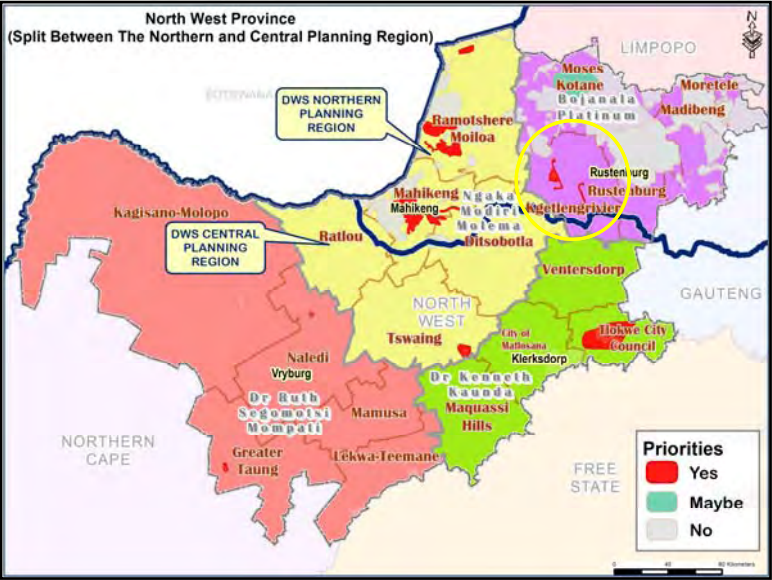 North West Province
(Split Between The Northern and Central Planning Region)
N
LIMPOPO
BOTSWANA
DWS NORTHERN
PLANNING
REGION
Moses
Kotane
Moretele
Bojanala
Platinum
Madibeng
Ramotshere
Moiloa
Rustenburg
Rustenburg
Mahikeng
Mahikeng
Ngaka
Modiri
Molema
Kgetlengrivier
Kagisano-Molopo
Ratlou
Ditsobotla
DWS CENTRAL
PLANNING
REGION
Ventersdorp
GAUTENG
NORTH
WEST
Tswaing
City of
Matlosana
Tlokwe City
Council
Klerksdorp
Naledi
Vryburg
Dr Kenneth
Kaunda
Dr Ruth
Segomotsi
Mompati
Mamusa
Maquassi
Hills
NORTHERN
CAPE
Greater
Taung
Lekwa-Teemane
FREE
STATE
Priorities
Yes
Maybe
No
0 40 80 Kilometers